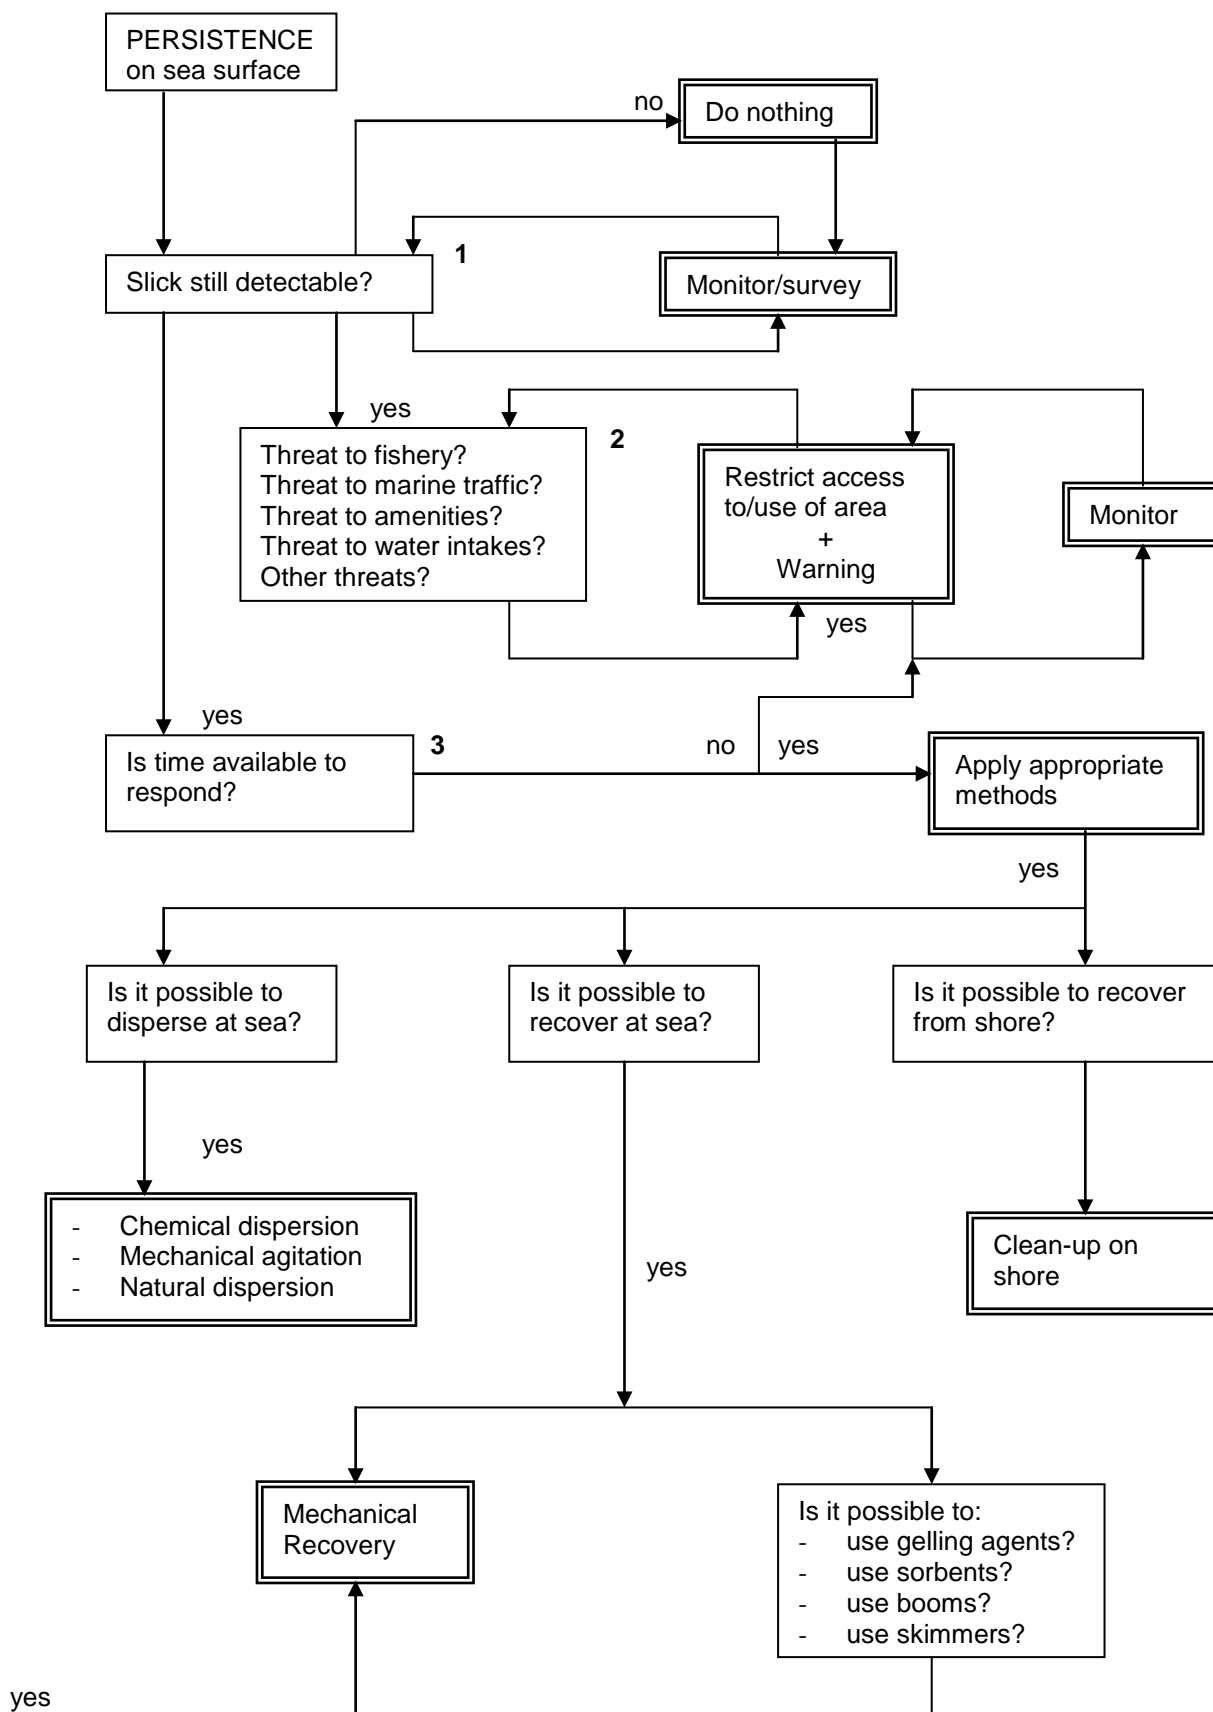 PERSISTENCE
on sea surface
no
Do nothing
Slick still detectable?
1
Monitor/survey
yes
Threat to fishery?
Threat to marine traffic?
Threat to amenities?
Threat to water intakes?
Other threats?
2
Restrict access
to/use of area
+
Warning
Monitor
yes
yes
Is time available to
respond?
3
no
yes
Apply appropriate
methods
yes
Is it possible to
disperse at sea?
Is it possible to
recover at sea?
Is it possible to recover
from shore?
yes
- Chemical dispersion
- Mechanical agitation
- Natural dispersion
yes
Clean-up on
shore
Mechanical
Recovery
Is it possible to:
- use gelling agents?
- use sorbents?
- use booms?
- use skimmers?
yes